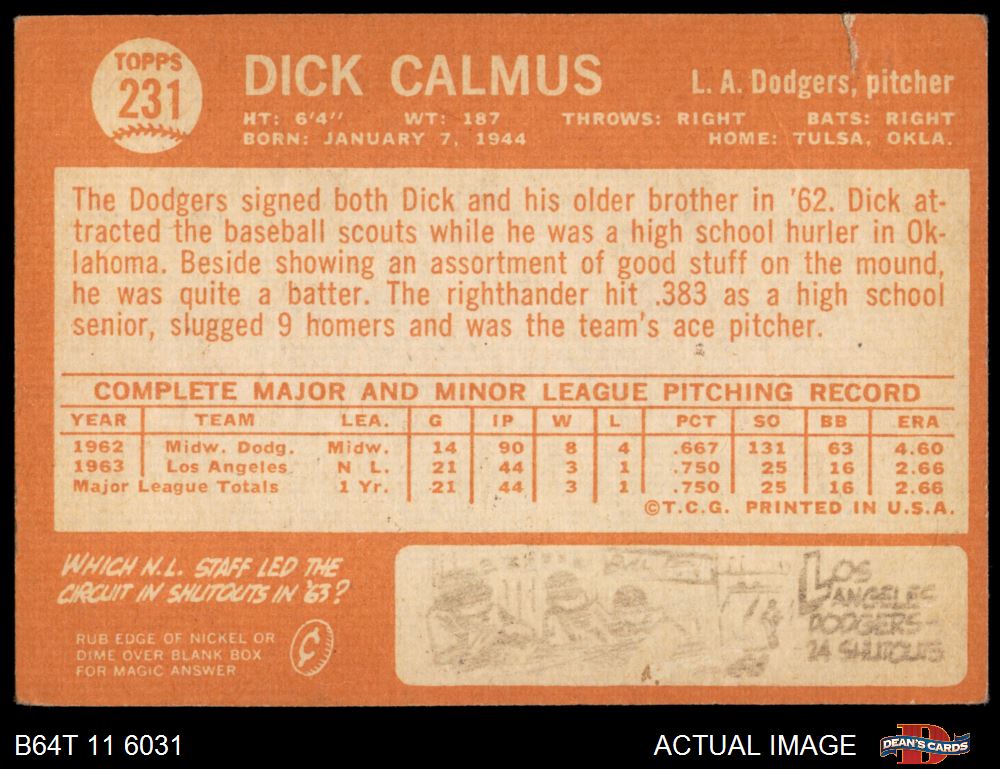 TOPPS
231
DICK CALMUS
L. A. Dodgers, pitcher
HT: 6'4" WT: 187 THROWS: RIGHT BATS: RIGHT
BORN: JANUARY 7, 1944 HOME: TULSA, OKLA.
The Dodgers signed both Dick and his older brother in '62. Dick at-
tracted the baseball scouts while he was a high school hurler in Ok-
lahoma. Beside showing an assortment of good stuff on the mound,
he was quite a batter. The righthander hit .383 as a high school
senior, slugged 9 homers and was the team's ace pitcher.
COMPLETE MAJOR AND MINOR LEAGUE PITCHING RECORD
YEAR TEAM LEA. G IP W L PCT SO BB ERA
1962 Midw. Dodg. Midw. 14 90 8 4 .667 131 63 4.60
1963 Los Angeles N L. 21 44 3 1 .750 25 16 2.66
Major League Totals 1 Yr. 21 44 3 1 .750 25 16 2.66
©T.C.G. PRINTED IN U.S.A.
WHICH N.L. STAFF LED THE
CIRCUIT IN SHUTOUTS IN '63?
RUB EDGE OF NICKEL OR
DIME OVER BLANK BOX
FOR MAGIC ANSWER
¢
LOS
ANGELES
DODGERS-
24 SHUTOUTS
B64T 11 6031
ACTUAL IMAGE
DEAN'S CARDS